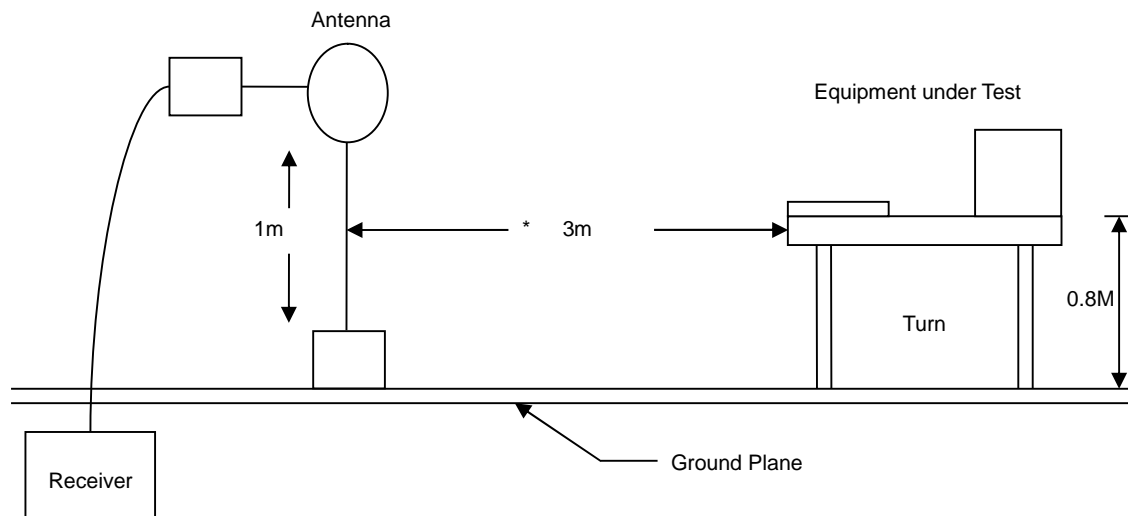 Antenna
Equipment under Test
1m
* 3m
0.8M
Turn
Ground Plane
Receiver